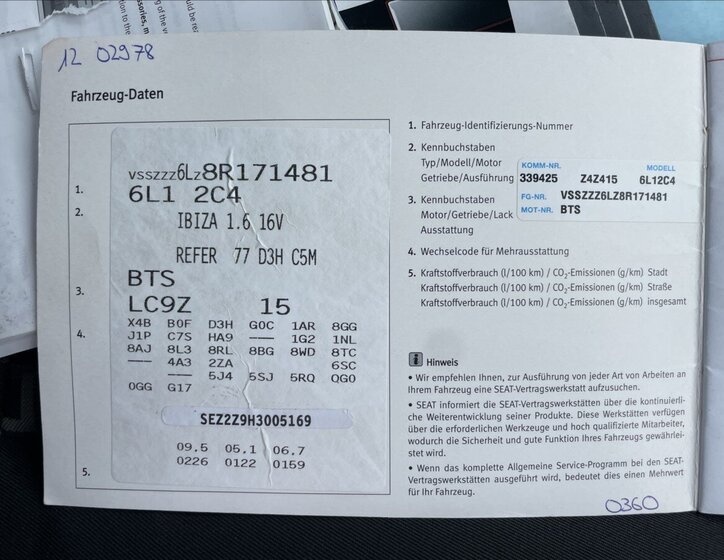 12 02978
Fahrzeug-Daten
VSSZZZ6LZ8R171481
1. 6L1 2C4
2. IBIZA 1.6 16V
REFER 77 D3H C5M
BTS
3. LC9Z 15
4. X4B B0F D3H G0C 1AR 8GG
J1P C7S HA9 --- 1G2 1NL
8AJ 8L3 8RL 8BG 8WD 8TC
--- 4A3 2ZA 6SC
--- 5J4 5SJ 5RQ QG0
0GG G17
SEZ2Z9H3005169
09.5 05.1 06.7
0226 0122 0159
5.
1. Fahrzeug-Identifizierungs-Nummer
2. Kennbuchstaben
Typ/Modell/Motor
Getriebe/Ausführung
3. Kennbuchstaben
Motor/Getriebe/Lack
Ausstattung
KOMM-NR. MODELL
339425 Z4Z415 6L12C4
FG-NR. VSSZZZ6LZ8R171481
MOT-NR. BTS
4. Wechselcode für Mehrausstattung
5. Kraftstoffverbrauch (l/100 km) / CO₂-Emissionen (g/km) Stadt
Kraftstoffverbrauch (l/100 km) / CO₂-Emissionen (g/km) Straße
Kraftstoffverbrauch (l/100 km) / CO₂-Emissionen (g/km) insgesamt
i Hinweis
• Wir empfehlen Ihnen, zur Ausführung von jeder Art von Arbeiten an
Ihrem Fahrzeug eine SEAT-Vertragswerkstatt aufzusuchen.
• SEAT informiert die SEAT-Vertragswerkstätten über die kontinuierli-
che Weiterentwicklung seiner Produkte. Diese Werkstätten verfügen
über die erforderlichen Werkzeuge und hoch qualifizierte Mitarbeiter,
wodurch die Sicherheit und gute Funktion Ihres Fahrzeugs gewährlei-
stet wird.
• Wenn das komplette Allgemeine Service-Programm bei den SEAT-
Vertragswerkstätten ausgeführt wird, bedeutet dies einen Mehrwert
für Ihr Fahrzeug.
0360